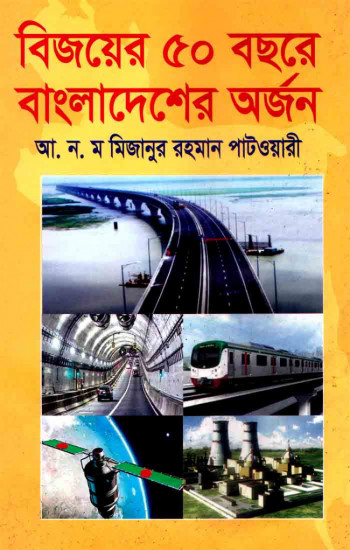 বিজয়ের ৫০ বছরে
বাংলাদেশের অর্জন
আ. ন. ম মিজানুর রহমান পাটওয়ারী